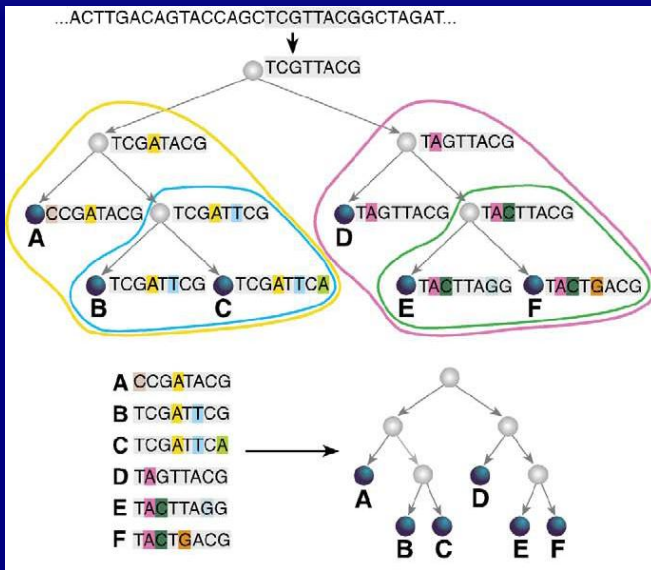 ...ACTTGACAGTACCAGCTCGTTACGGCTAGAT...
TCGTTACG
TCGATACG TAGTTACG
CCGATACG TCGATTCG TAGTTACG TACTTACG
A D
TCGATTCG TCGATTCA TACTTAGG TACTGACG
B C E F
A CCGATACG
B TCGATTCG
C TCGATTCA
D TAGTTACG
E TACTTAGG
F TACTGACG
A D
B C E F